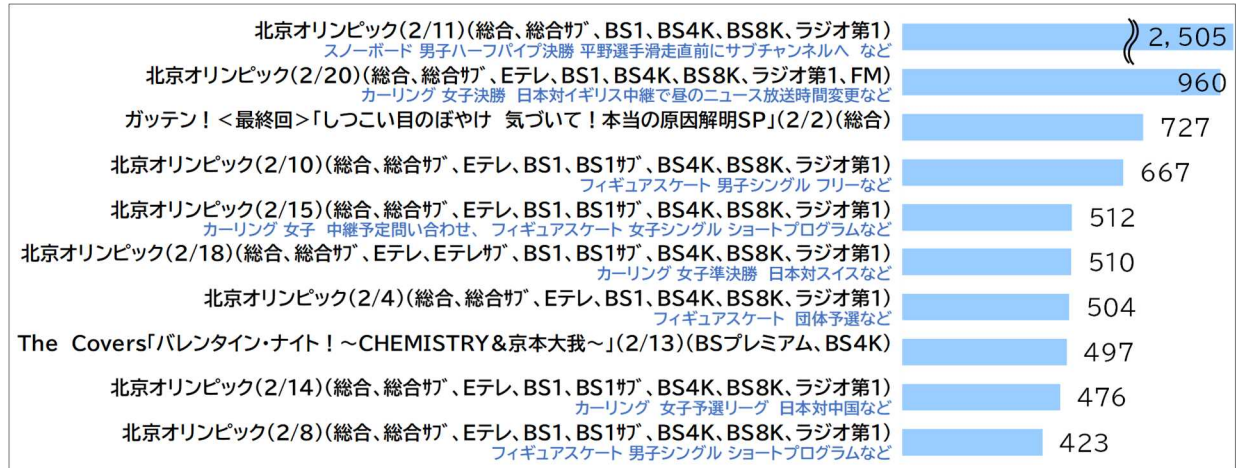 北京オリンピック(2/11)(総合、総合ｻﾌﾞ、BS1、BS4K、BS8K、ラジオ第1)
スノーボード 男子ハーフパイプ決勝 平野選手滑走直前にサブチャンネルへ など
2,505
北京オリンピック(2/20)(総合、総合ｻﾌﾞ、Eテレ、BS1、BS4K、BS8K、ラジオ第1、FM)
カーリング 女子決勝 日本対イギリス中継で昼のニュース放送時間変更など
960
ガッテン！＜最終回＞「しつこい目のぼやけ 気づいて！本当の原因解明SP」(2/2)(総合)
727
北京オリンピック(2/10)(総合、総合ｻﾌﾞ、Eテレ、BS1、BS1ｻﾌﾞ、BS4K、BS8K、ラジオ第1)
フィギュアスケート 男子シングル フリーなど
667
北京オリンピック(2/15)(総合、総合ｻﾌﾞ、Eテレ、BS1、BS1ｻﾌﾞ、BS4K、BS8K、ラジオ第1)
カーリング 女子 中継予定問い合わせ、 フィギュアスケート 女子シングル ショートプログラムなど
512
北京オリンピック(2/18)(総合、総合ｻﾌﾞ、Eテレ、Eテレｻﾌﾞ、BS1、BS1ｻﾌﾞ、BS4K、BS8K、ラジオ第1)
カーリング 女子準決勝 日本対スイスなど
510
北京オリンピック(2/4)(総合、総合ｻﾌﾞ、Eテレ、BS1、BS4K、BS8K、ラジオ第1)
フィギュアスケート 団体予選など
504
The Covers「バレンタイン・ナイト！～CHEMISTRY&京本大我～」(2/13)(BSプレミアム、BS4K)
497
北京オリンピック(2/14)(総合、総合ｻﾌﾞ、Eテレ、BS1、BS1ｻﾌﾞ、BS4K、BS8K、ラジオ第1)
カーリング 女子予選リーグ 日本対中国など
476
北京オリンピック(2/8)(総合、総合ｻﾌﾞ、Eテレ、BS1、BS1ｻﾌﾞ、BS4K、BS8K、ラジオ第1)
フィギュアスケート 男子シングル ショートプログラムなど
423